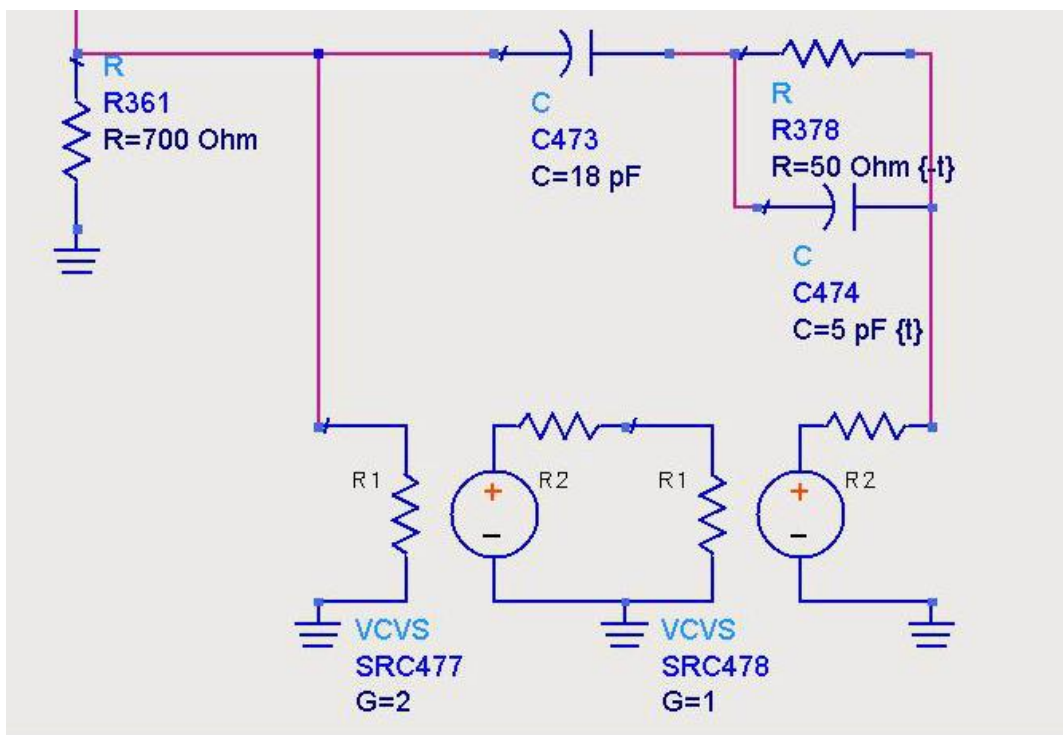 R
R361
R=700 Ohm
C
C473
C=18 pF
R
R378
R=50 Ohm {-t}
C
C474
C=5 pF {t}
R1
+
−
R2
R1
+
−
R2
VCVS
SRC477
G=2
VCVS
SRC478
G=1